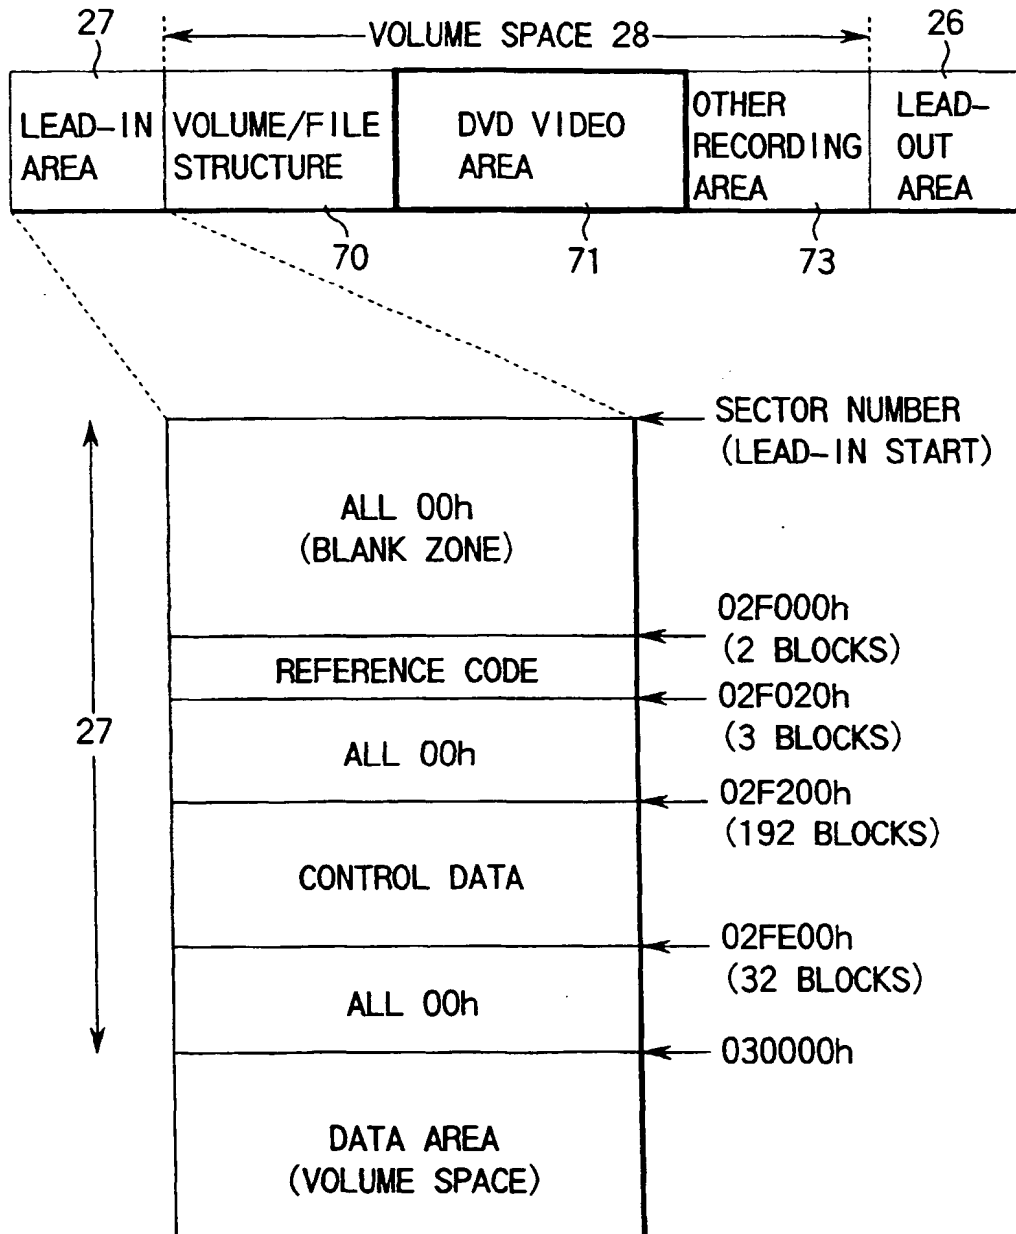 27
VOLUME SPACE 28
26
LEAD-IN
AREA
VOLUME/FILE
STRUCTURE
DVD VIDEO
AREA
OTHER
RECORDING
AREA
LEAD-
OUT
AREA
70
71
73
SECTOR NUMBER
(LEAD-IN START)
ALL 00h
(BLANK ZONE)
02F000h
(2 BLOCKS)
REFERENCE CODE
02F020h
(3 BLOCKS)
27
ALL 00h
02F200h
(192 BLOCKS)
CONTROL DATA
02FE00h
(32 BLOCKS)
ALL 00h
030000h
DATA AREA
(VOLUME SPACE)